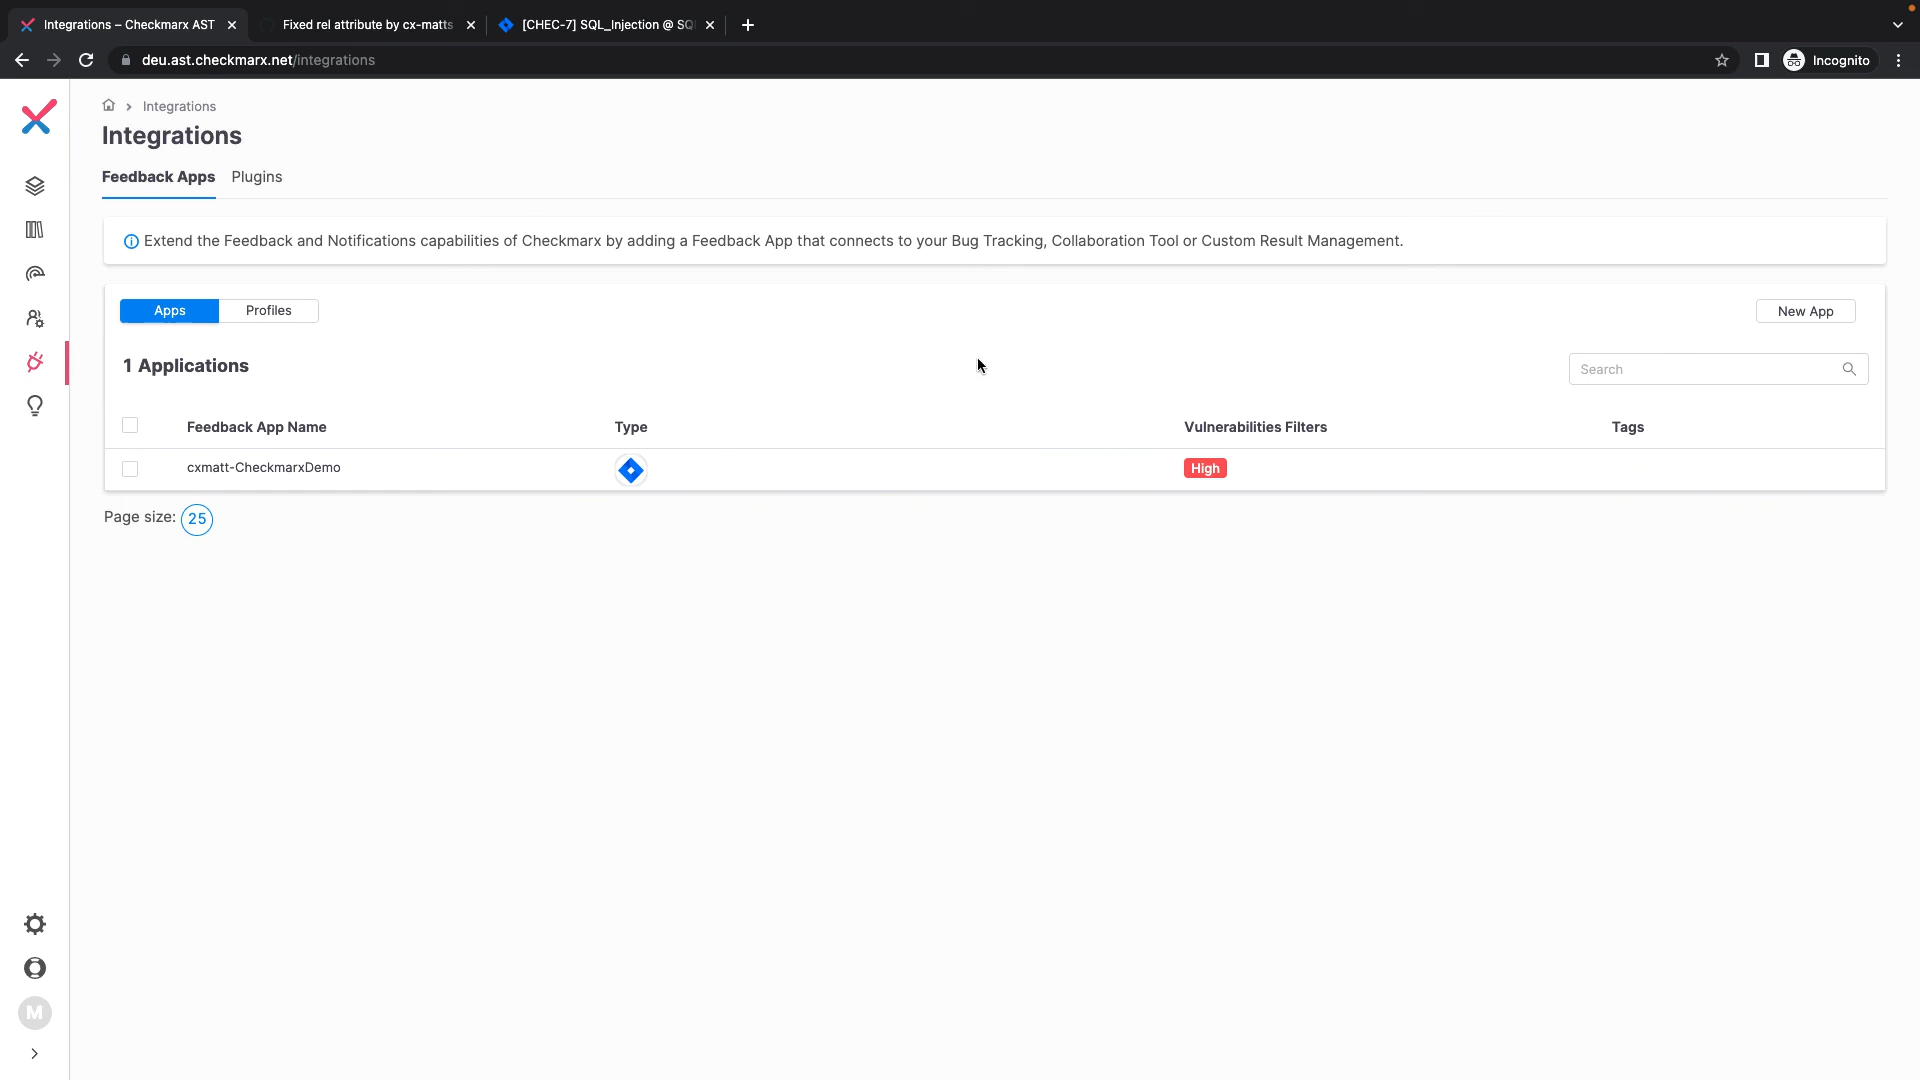 Integrations – Checkmarx AST
Fixed rel attribute by cx-matts
[CHEC-7] SQL_Injection @ SQ
deu.ast.checkmarx.net/integrations
Incognito
Integrations
Integrations
Feedback Apps
Plugins
Extend the Feedback and Notifications capabilities of Checkmarx by adding a Feedback App that connects to your Bug Tracking, Collaboration Tool or Custom Result Management.
Apps
Profiles
New App
1 Applications
Search
Feedback App Name
Type
Vulnerabilities Filters
Tags
cxmatt-CheckmarxDemo
High
Page size: 25
M